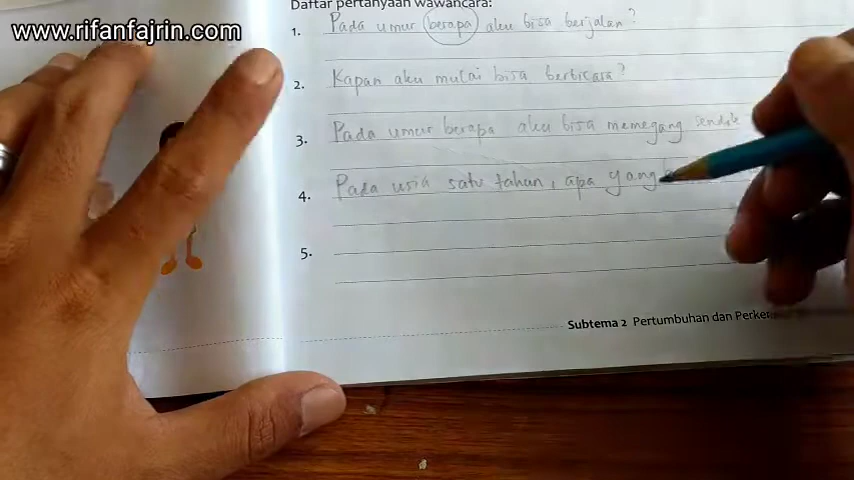 www.rifanfajrin.com
Daftar pertanyaan wawancara:
1. Pada umur berapa aku bisa berjalan?
2. Kapan aku mulai bisa berbicara?
3. Pada umur berapa aku bisa memegang sendok
4. Pada usia satu tahun, apa yang
5.
Subtema 2 Pertumbuhan dan